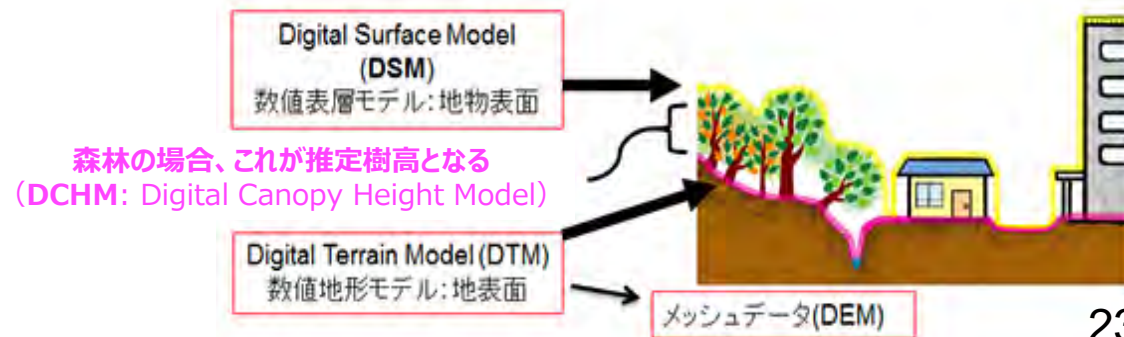 Digital Surface Model
(DSM)
数値表層モデル:地物表面
森林の場合、これが推定樹高となる
（DCHM: Digital Canopy Height Model）
Digital Terrain Model (DTM)
数値地形モデル:地表面
メッシュデータ(DEM)
23